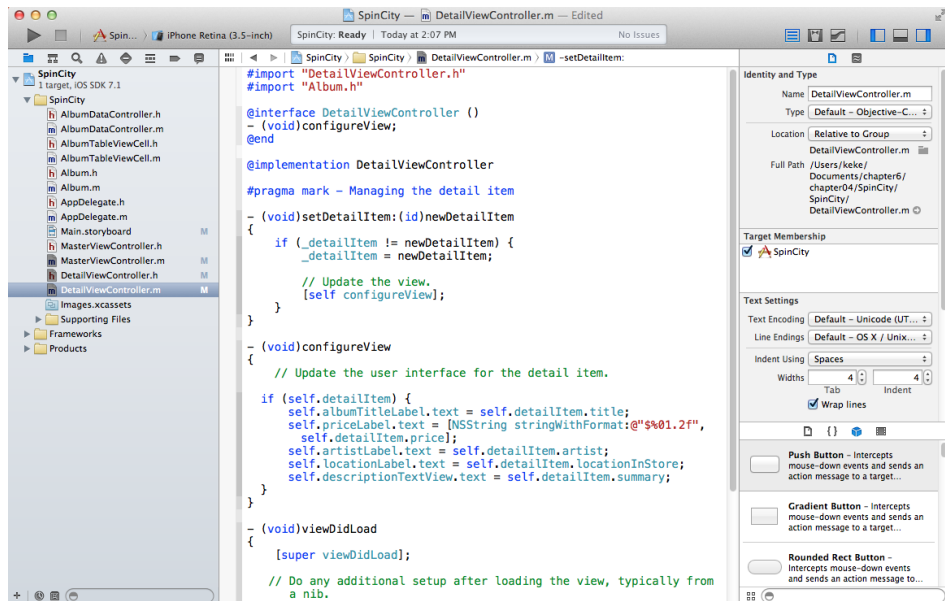 SpinCity — DetailViewController.m — Edited
Spin... iPhone Retina (3.5-inch)
SpinCity: Ready | Today at 2:07 PM
No Issues
SpinCity
1 target, iOS SDK 7.1
SpinCity
h AlbumDataController.h
m AlbumDataController.m
h AlbumTableViewCell.h
m AlbumTableViewCell.m
h Album.h
m Album.m
h AppDelegate.h
m AppDelegate.m
Main.storyboard M
h MasterViewController.h
m MasterViewController.m M
h DetailViewController.h M
m DetailViewController.m M
Images.xcassets
Supporting Files
Frameworks
Products
SpinCity SpinCity m DetailViewController.m M -setDetailItem:
#import "DetailViewController.h"
#import "Album.h"
@interface DetailViewController ()
- (void)configureView;
@end
@implementation DetailViewController
#pragma mark - Managing the detail item
- (void)setDetailItem:(id)newDetailItem
{
if (_detailItem != newDetailItem) {
_detailItem = newDetailItem;
// Update the view.
[self configureView];
}
}
- (void)configureView
{
// Update the user interface for the detail item.
if (self.detailItem) {
self.albumTitleLabel.text = self.detailItem.title;
self.priceLabel.text = [NSString stringWithFormat:@"$%01.2f",
self.detailItem.price];
self.artistLabel.text = self.detailItem.artist;
self.locationLabel.text = self.detailItem.locationInStore;
self.descriptionTextView.text = self.detailItem.summary;
}
}
- (void)viewDidLoad
{
[super viewDidLoad];
// Do any additional setup after loading the view, typically from
a nib.
Identity and Type
Name DetailViewController.m
Type Default - Objective-C...
Location Relative to Group
DetailViewController.m
Full Path /Users/keke/
Documents/chapter6/
chapter04/SpinCity/
SpinCity/
DetailViewController.m
Target Membership
SpinCity
Text Settings
Text Encoding Default - Unicode (UT...
Line Endings Default - OS X / Unix...
Indent Using Spaces
Widths 4 4
Tab Indent
Wrap lines
{ }
Push Button - Intercepts
mouse-down events and sends an
action message to a target...
Gradient Button - Intercepts
mouse-down events and sends an
action message to a target...
Rounded Rect Button -
Intercepts mouse-down events
and sends an action message to...